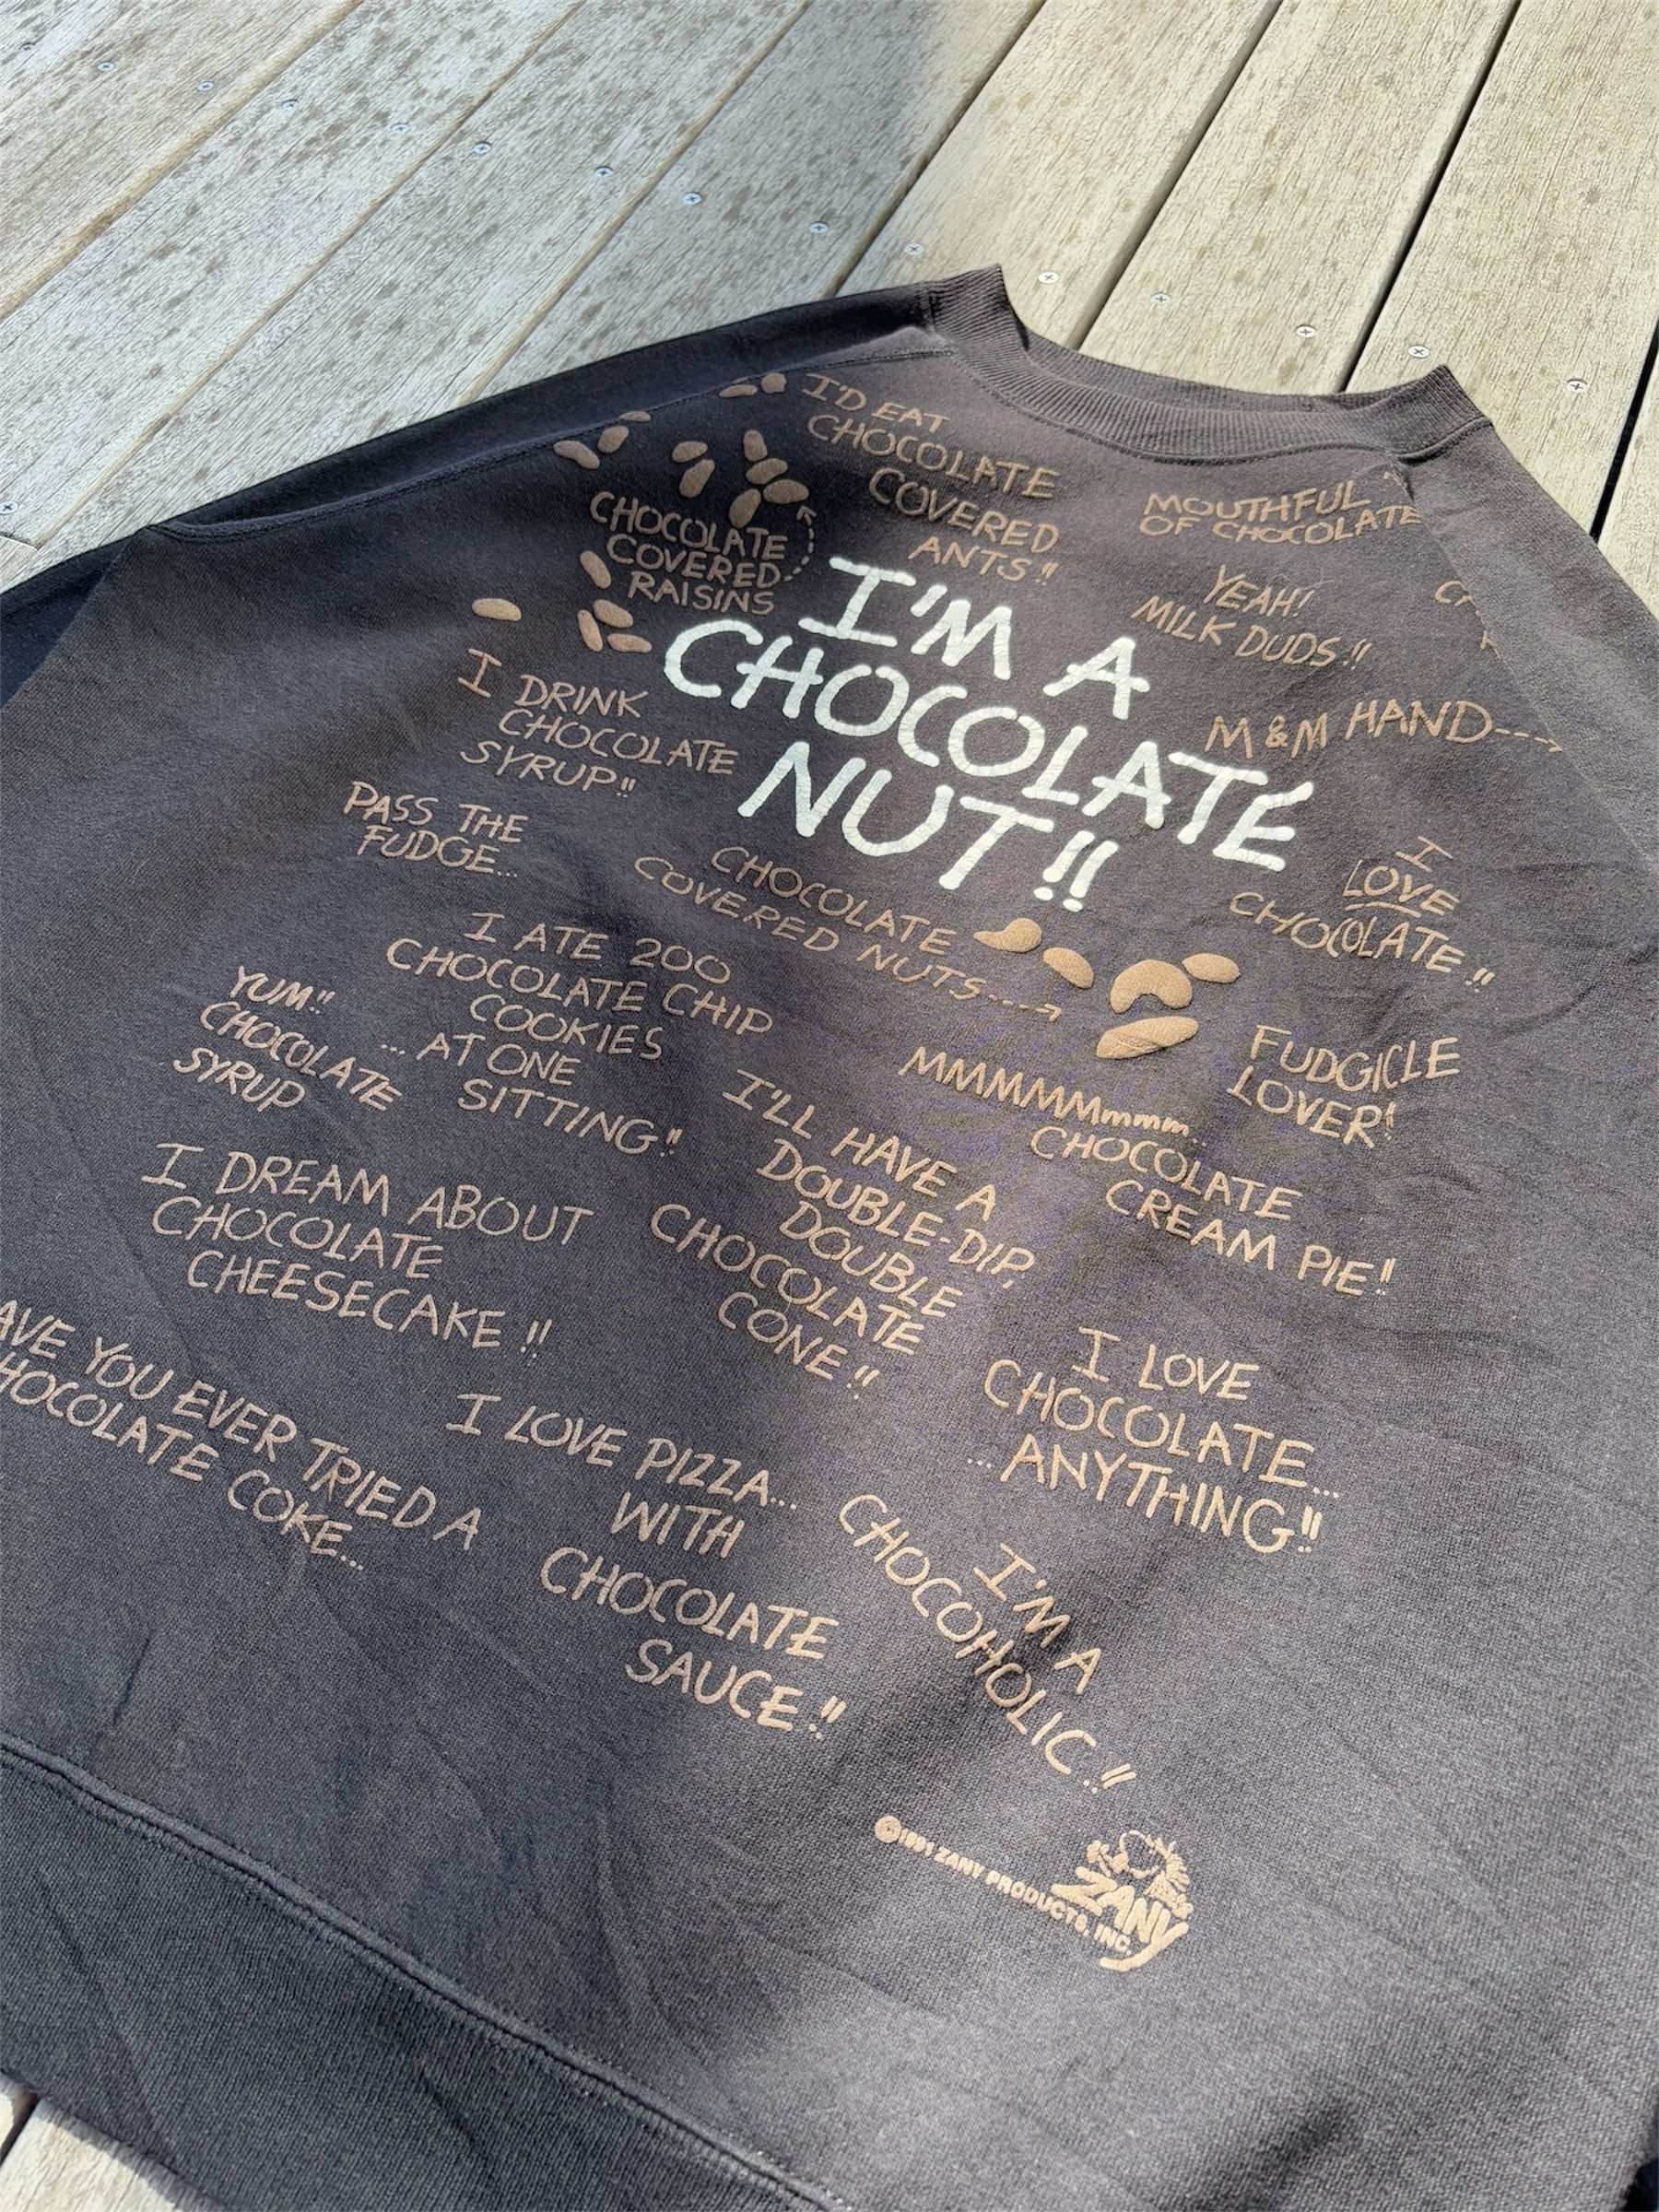 I'D EAT
CHOCOLATE
COVERED
ANTS!!
MOUTHFUL
OF CHOCOLATE
CHOCOLATE
COVERED
RAISINS
YEAH!
MILK DUDS!!
I'M A
CHOCOLATE
NUT!!
I DRINK
CHOCOLATE
SYRUP!!
M&M HAND---
PASS THE
FUDGE...
CHOCOLATE
COVERED NUTS---
I
LOVE
CHOCOLATE!!
I ATE 200
CHOCOLATE CHIP
COOKIES
... AT ONE
SITTING!!
YUM!!
CHOCOLATE
SYRUP
FUDGICLE
LOVER!!
MMMMMmmm...
CHOCOLATE
CREAM PIE!!
I'LL HAVE A
DOUBLE-DIP,
DOUBLE
CHOCOLATE
CONE!!
I DREAM ABOUT
CHOCOLATE
CHEESECAKE!!
AVE YOU EVER TRIED A
HOCOLATE COKE...
I LOVE
CHOCOLATE...
...ANYTHING!!
I LOVE PIZZA...
WITH
CHOCOLATE
SAUCE!!
I'M A
CHOCOHOLIC!!
©1991 ZANY PRODUCTS, INC.
ZANY